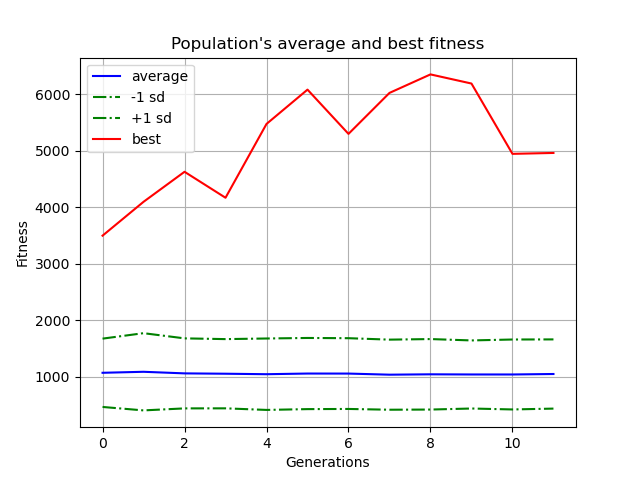 Population's average and best fitness
average
-1 sd
+1 sd
best
6000
5000
4000
3000
2000
1000
Fitness
0 2 4 6 8 10
Generations